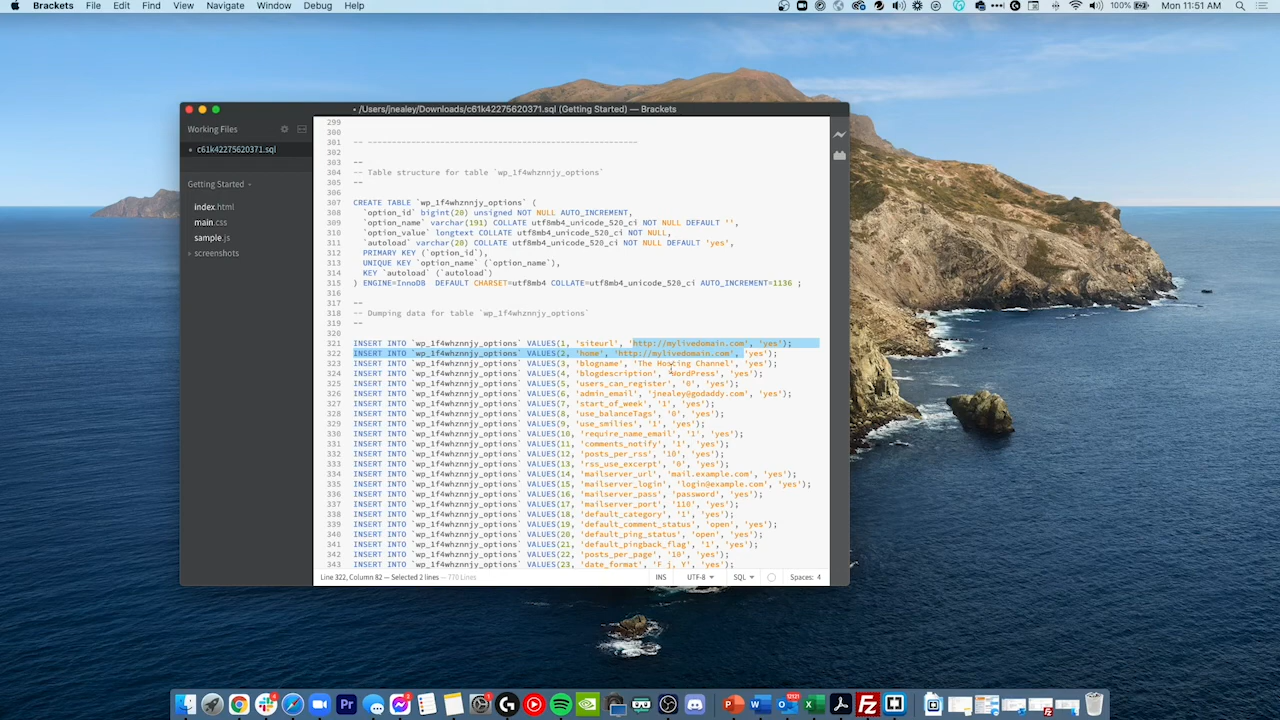 Brackets File Edit Find View Navigate Window Debug Help
100% Mon 11:51 AM
• /Users/jnealey/Downloads/c61k42275620371.sql (Getting Started) — Brackets
Working Files
• c61k42275620371.sql
Getting Started
index.html
main.css
sample.js
screenshots
299
300
301 -- --------------------------------------------------------
302
303 --
304 -- Table structure for table `wp_1f4whznnjy_options`
305 --
306
307 CREATE TABLE `wp_1f4whznnjy_options` (
308 `option_id` bigint(20) unsigned NOT NULL AUTO_INCREMENT,
309 `option_name` varchar(191) COLLATE utf8mb4_unicode_520_ci NOT NULL DEFAULT '',
310 `option_value` longtext COLLATE utf8mb4_unicode_520_ci NOT NULL,
311 `autoload` varchar(20) COLLATE utf8mb4_unicode_520_ci NOT NULL DEFAULT 'yes',
312 PRIMARY KEY (`option_id`),
313 UNIQUE KEY `option_name` (`option_name`),
314 KEY `autoload` (`autoload`)
315 ) ENGINE=InnoDB DEFAULT CHARSET=utf8mb4 COLLATE=utf8mb4_unicode_520_ci AUTO_INCREMENT=1136 ;
316
317 --
318 -- Dumping data for table `wp_1f4whznnjy_options`
319 --
320
321 INSERT INTO `wp_1f4whznnjy_options` VALUES(1, 'siteurl', 'http://mylivedomain.com', 'yes');
322 INSERT INTO `wp_1f4whznnjy_options` VALUES(2, 'home', 'http://mylivedomain.com', 'yes');
323 INSERT INTO `wp_1f4whznnjy_options` VALUES(3, 'blogname', 'The Hosting Channel', 'yes');
324 INSERT INTO `wp_1f4whznnjy_options` VALUES(4, 'blogdescription', 'WordPress', 'yes');
325 INSERT INTO `wp_1f4whznnjy_options` VALUES(5, 'users_can_register', '0', 'yes');
326 INSERT INTO `wp_1f4whznnjy_options` VALUES(6, 'admin_email', 'jnealey@godaddy.com', 'yes');
327 INSERT INTO `wp_1f4whznnjy_options` VALUES(7, 'start_of_week', '1', 'yes');
328 INSERT INTO `wp_1f4whznnjy_options` VALUES(8, 'use_balanceTags', '0', 'yes');
329 INSERT INTO `wp_1f4whznnjy_options` VALUES(9, 'use_smilies', '1', 'yes');
330 INSERT INTO `wp_1f4whznnjy_options` VALUES(10, 'require_name_email', '1', 'yes');
331 INSERT INTO `wp_1f4whznnjy_options` VALUES(11, 'comments_notify', '1', 'yes');
332 INSERT INTO `wp_1f4whznnjy_options` VALUES(12, 'posts_per_rss', '10', 'yes');
333 INSERT INTO `wp_1f4whznnjy_options` VALUES(13, 'rss_use_excerpt', '0', 'yes');
334 INSERT INTO `wp_1f4whznnjy_options` VALUES(14, 'mailserver_url', 'mail.example.com', 'yes');
335 INSERT INTO `wp_1f4whznnjy_options` VALUES(15, 'mailserver_login', 'login@example.com', 'yes');
336 INSERT INTO `wp_1f4whznnjy_options` VALUES(16, 'mailserver_pass', 'password', 'yes');
337 INSERT INTO `wp_1f4whznnjy_options` VALUES(17, 'mailserver_port', '110', 'yes');
338 INSERT INTO `wp_1f4whznnjy_options` VALUES(18, 'default_category', '1', 'yes');
339 INSERT INTO `wp_1f4whznnjy_options` VALUES(19, 'default_comment_status', 'open', 'yes');
340 INSERT INTO `wp_1f4whznnjy_options` VALUES(20, 'default_ping_status', 'open', 'yes');
341 INSERT INTO `wp_1f4whznnjy_options` VALUES(21, 'default_pingback_flag', '1', 'yes');
342 INSERT INTO `wp_1f4whznnjy_options` VALUES(22, 'posts_per_page', '10', 'yes');
343 INSERT INTO `wp_1f4whznnjy_options` VALUES(23, 'date_format', 'F j, Y', 'yes');
Line 322, Column 82 — Selected 2 lines — 770 Lines INS UTF-8 SQL Spaces: 4